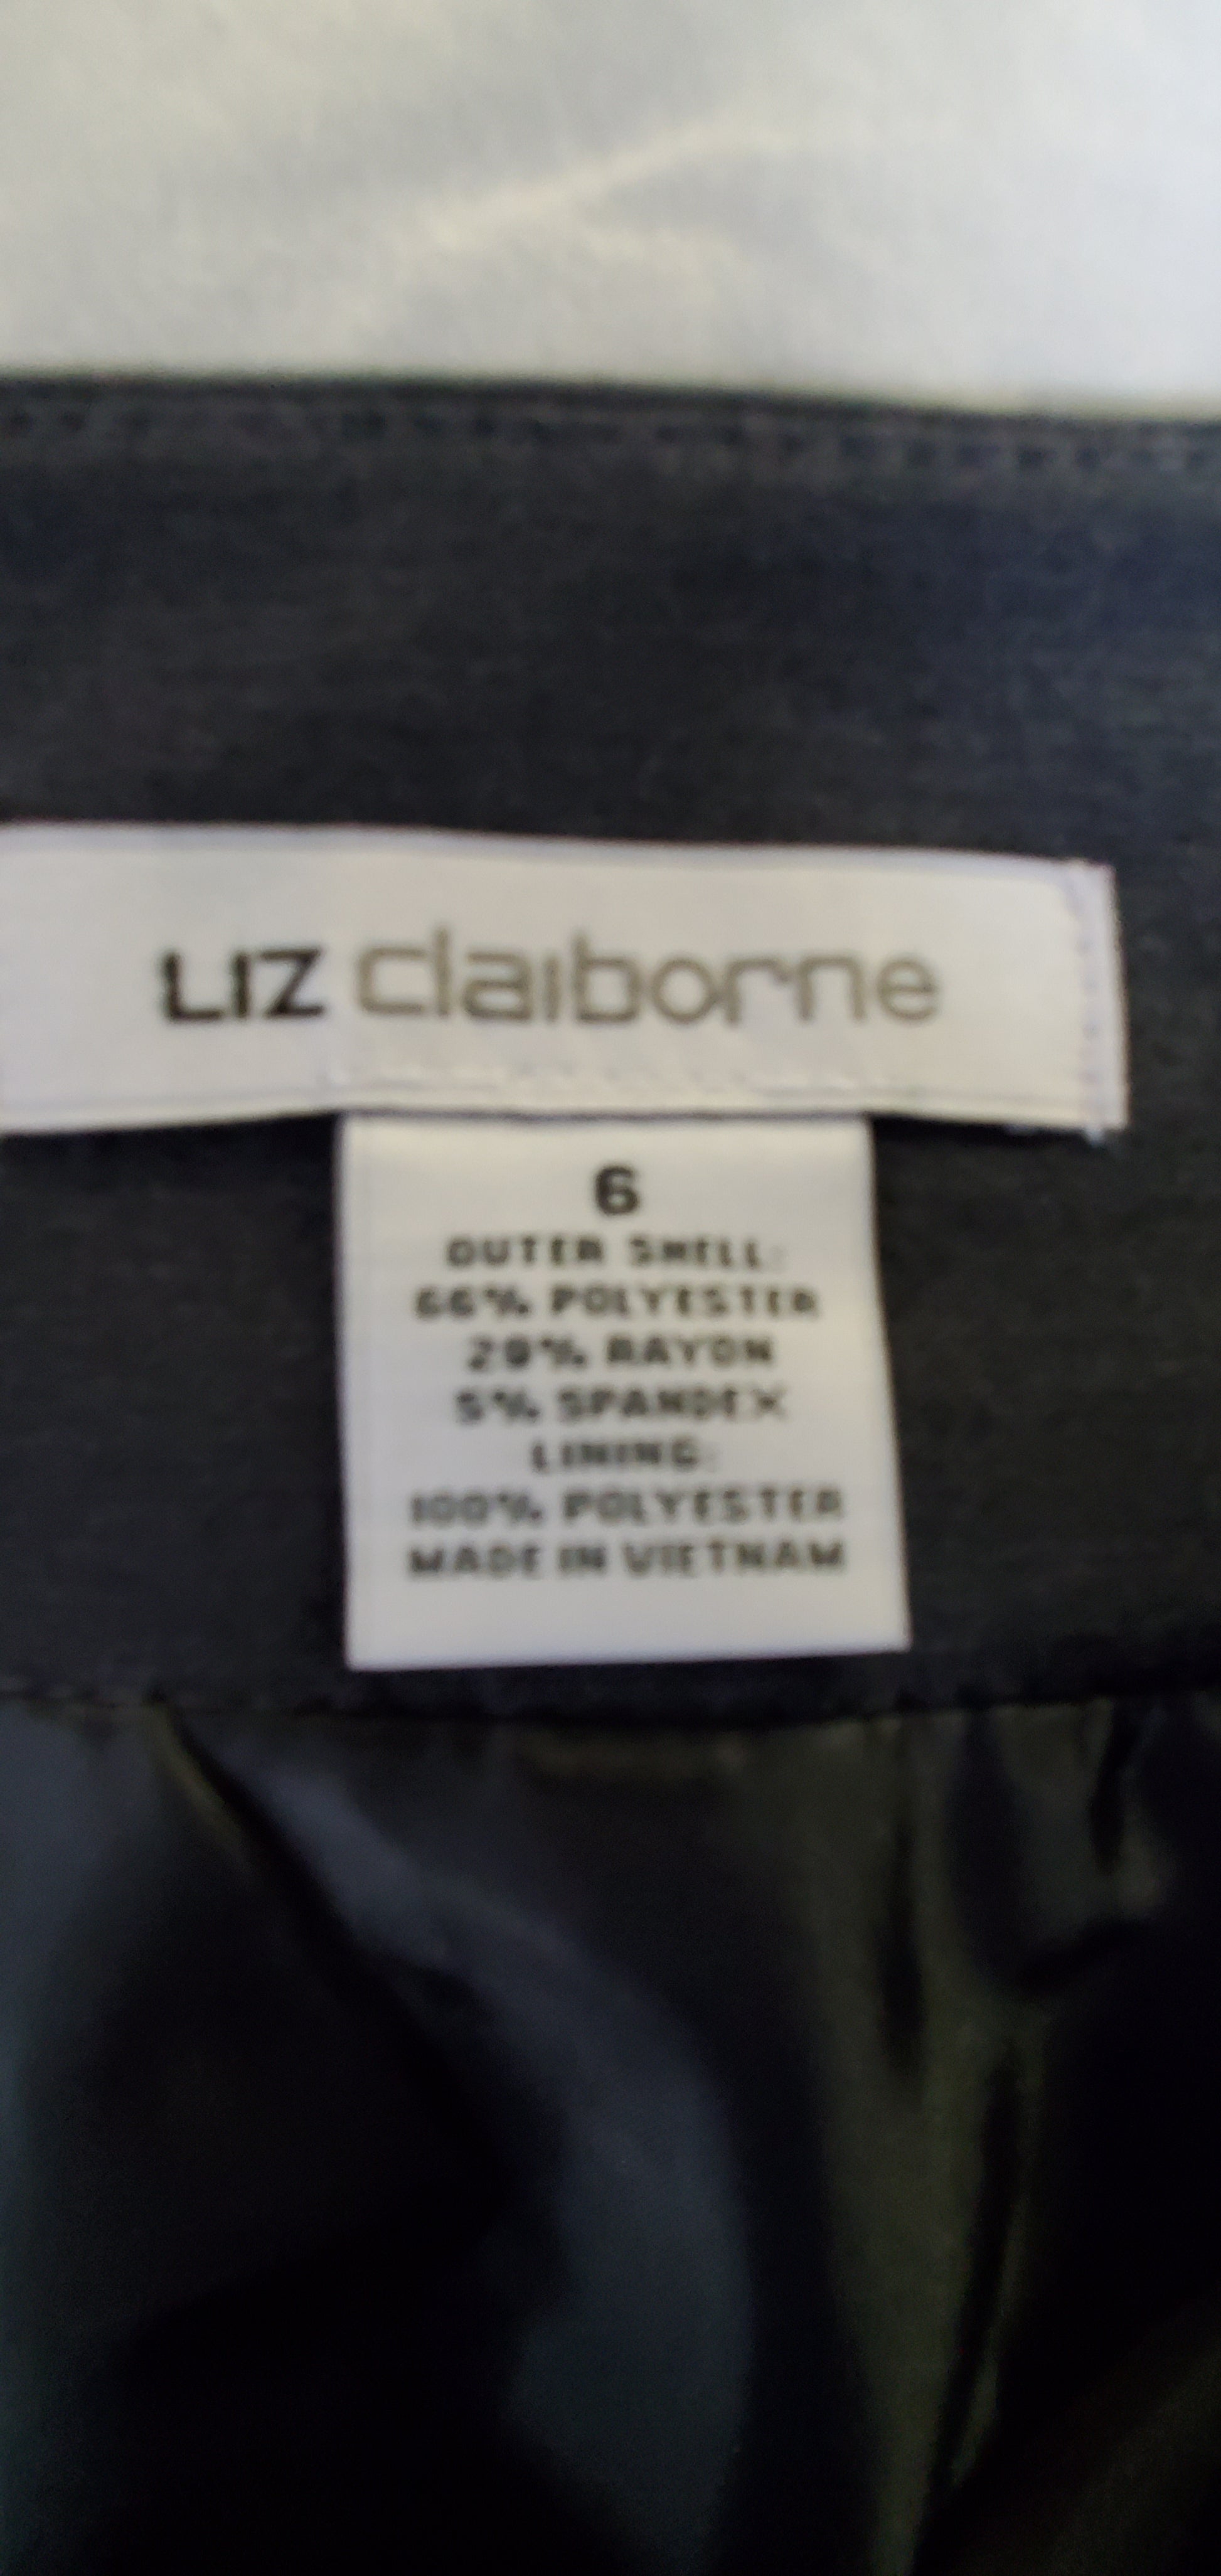 LIZ claiborne
6
OUTER SHELL:
66% POLYESTER
29% RAYON
5% SPANDEX
LINING:
100% POLYESTER
MADE IN VIETNAM